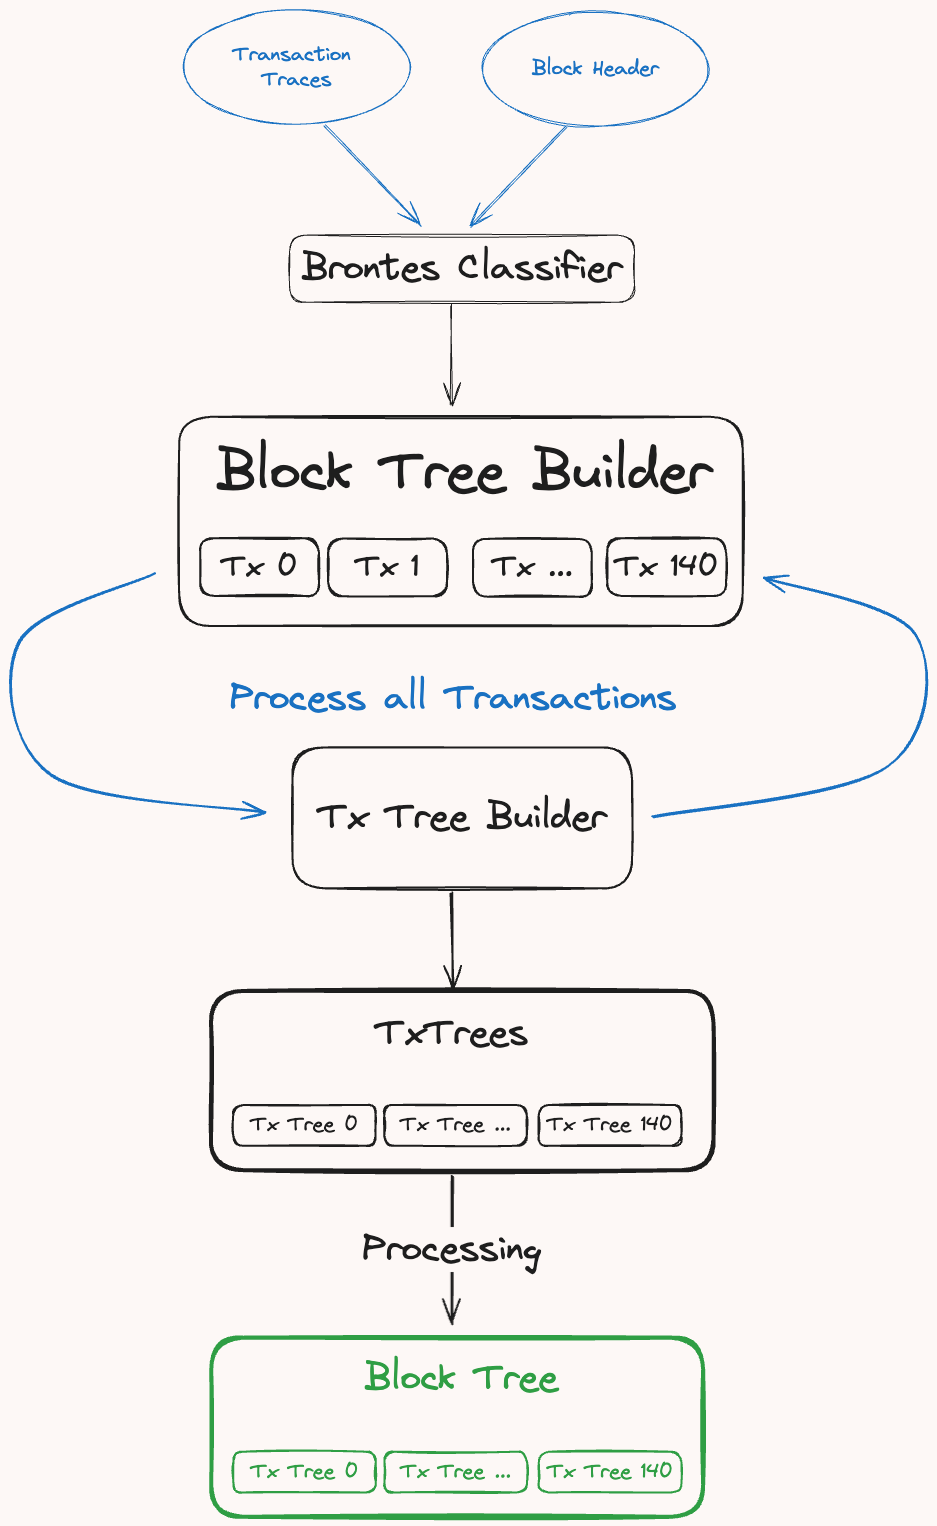 Transaction
Traces
Block Header
Brontes Classifier
Block Tree Builder
Tx 0
Tx 1
Tx ...
Tx 140
Process all Transactions
Tx Tree Builder
TxTrees
Tx Tree 0
Tx Tree ...
Tx Tree 140
Processing
Block Tree
Tx Tree 0
Tx Tree ...
Tx Tree 140